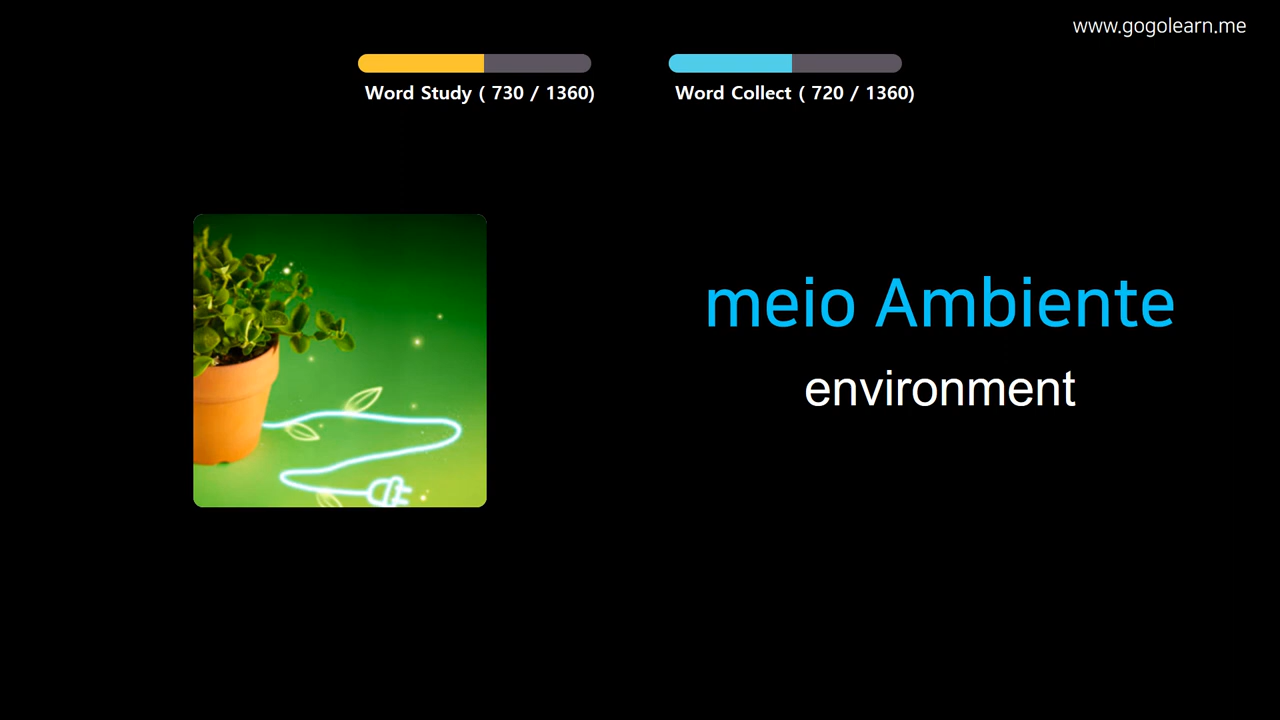 www.gogolearn.me
Word Study ( 730 / 1360)
Word Collect ( 720 / 1360)
meio Ambiente
environment